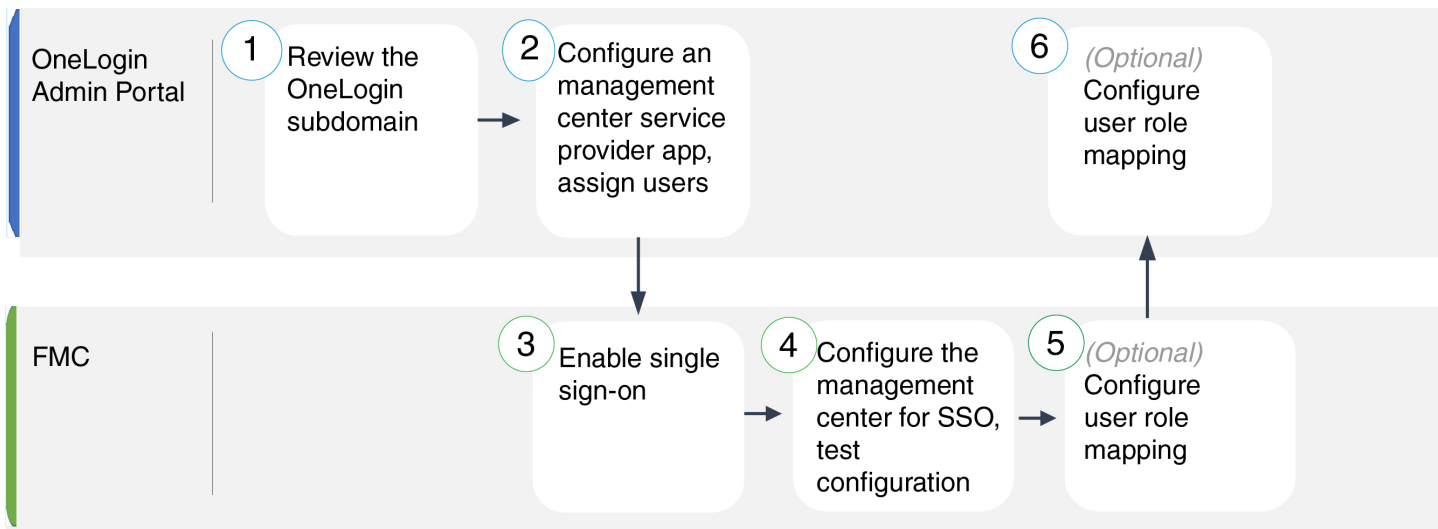 OneLogin
Admin Portal
1
Review the
OneLogin
subdomain
2
Configure an
management
center service
provider app,
assign users
6
(Optional)
Configure
user role
mapping
FMC
3
Enable single
sign-on
4
Configure the
management
center for SSO,
test
configuration
5
(Optional)
Configure
user role
mapping